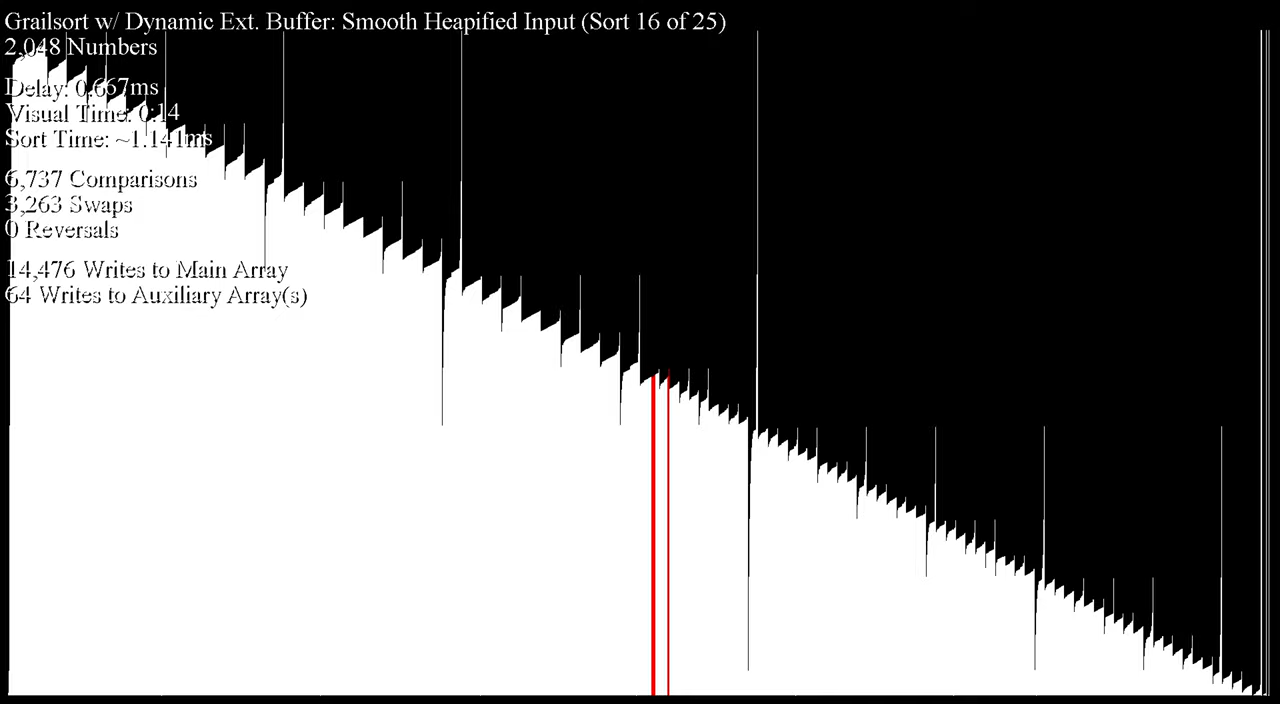 Grailsort w/ Dynamic Ext. Buffer: Smooth Heapified Input (Sort 16 of 25)
2,048 Numbers
Delay: 0.667ms
Visual Time: 0:14
Sort Time: ~1.141ms
6,737 Comparisons
3,263 Swaps
0 Reversals
14,476 Writes to Main Array
64 Writes to Auxiliary Array(s)